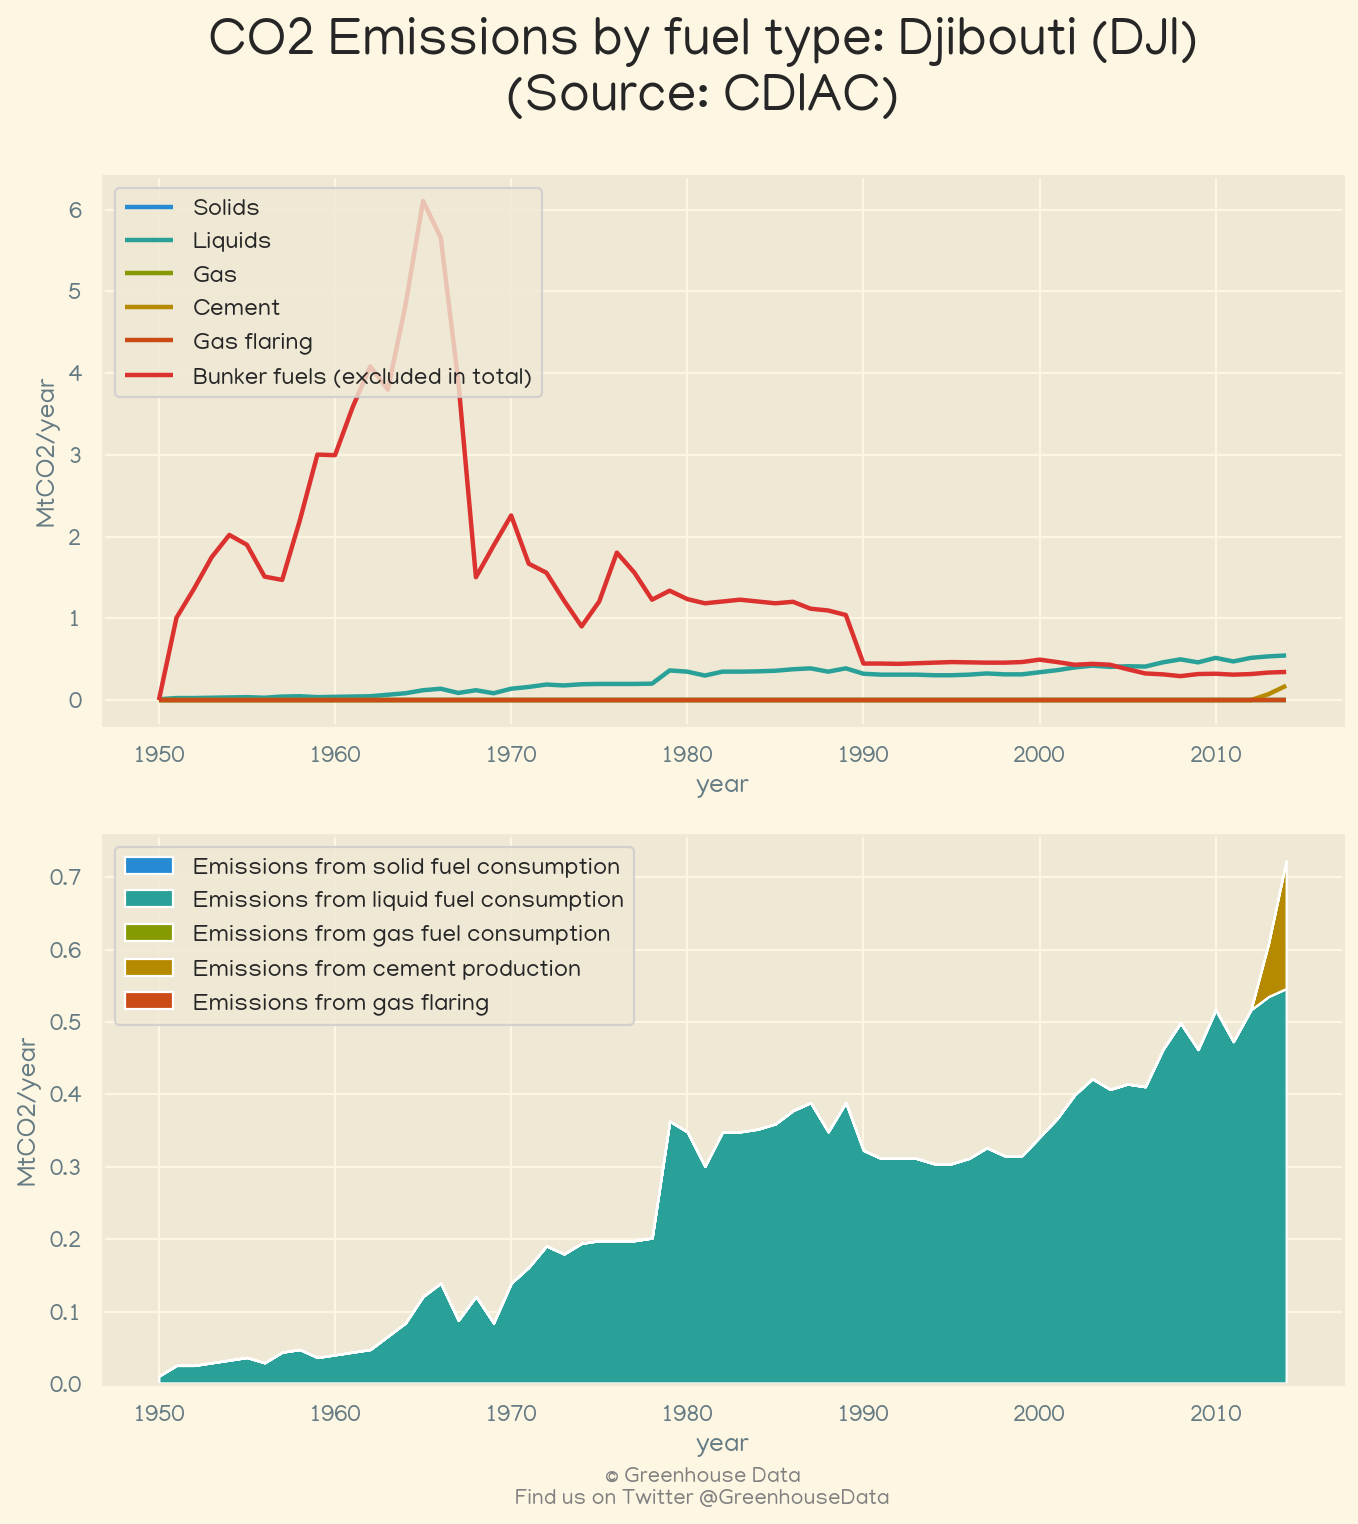 CO2 Emissions by fuel type: Djibouti (DJI)
(Source: CDIAC)
Solids
Liquids
Gas
Cement
Gas flaring
Bunker fuels (excluded in total)
MtCO2/year
6
5
4
3
2
1
0
1950 1960 1970 1980 1990 2000 2010
year
Emissions from solid fuel consumption
Emissions from liquid fuel consumption
Emissions from gas fuel consumption
Emissions from cement production
Emissions from gas flaring
MtCO2/year
0.7
0.6
0.5
0.4
0.3
0.2
0.1
0.0
1950 1960 1970 1980 1990 2000 2010
year
© Greenhouse Data
Find us on Twitter @GreenhouseData